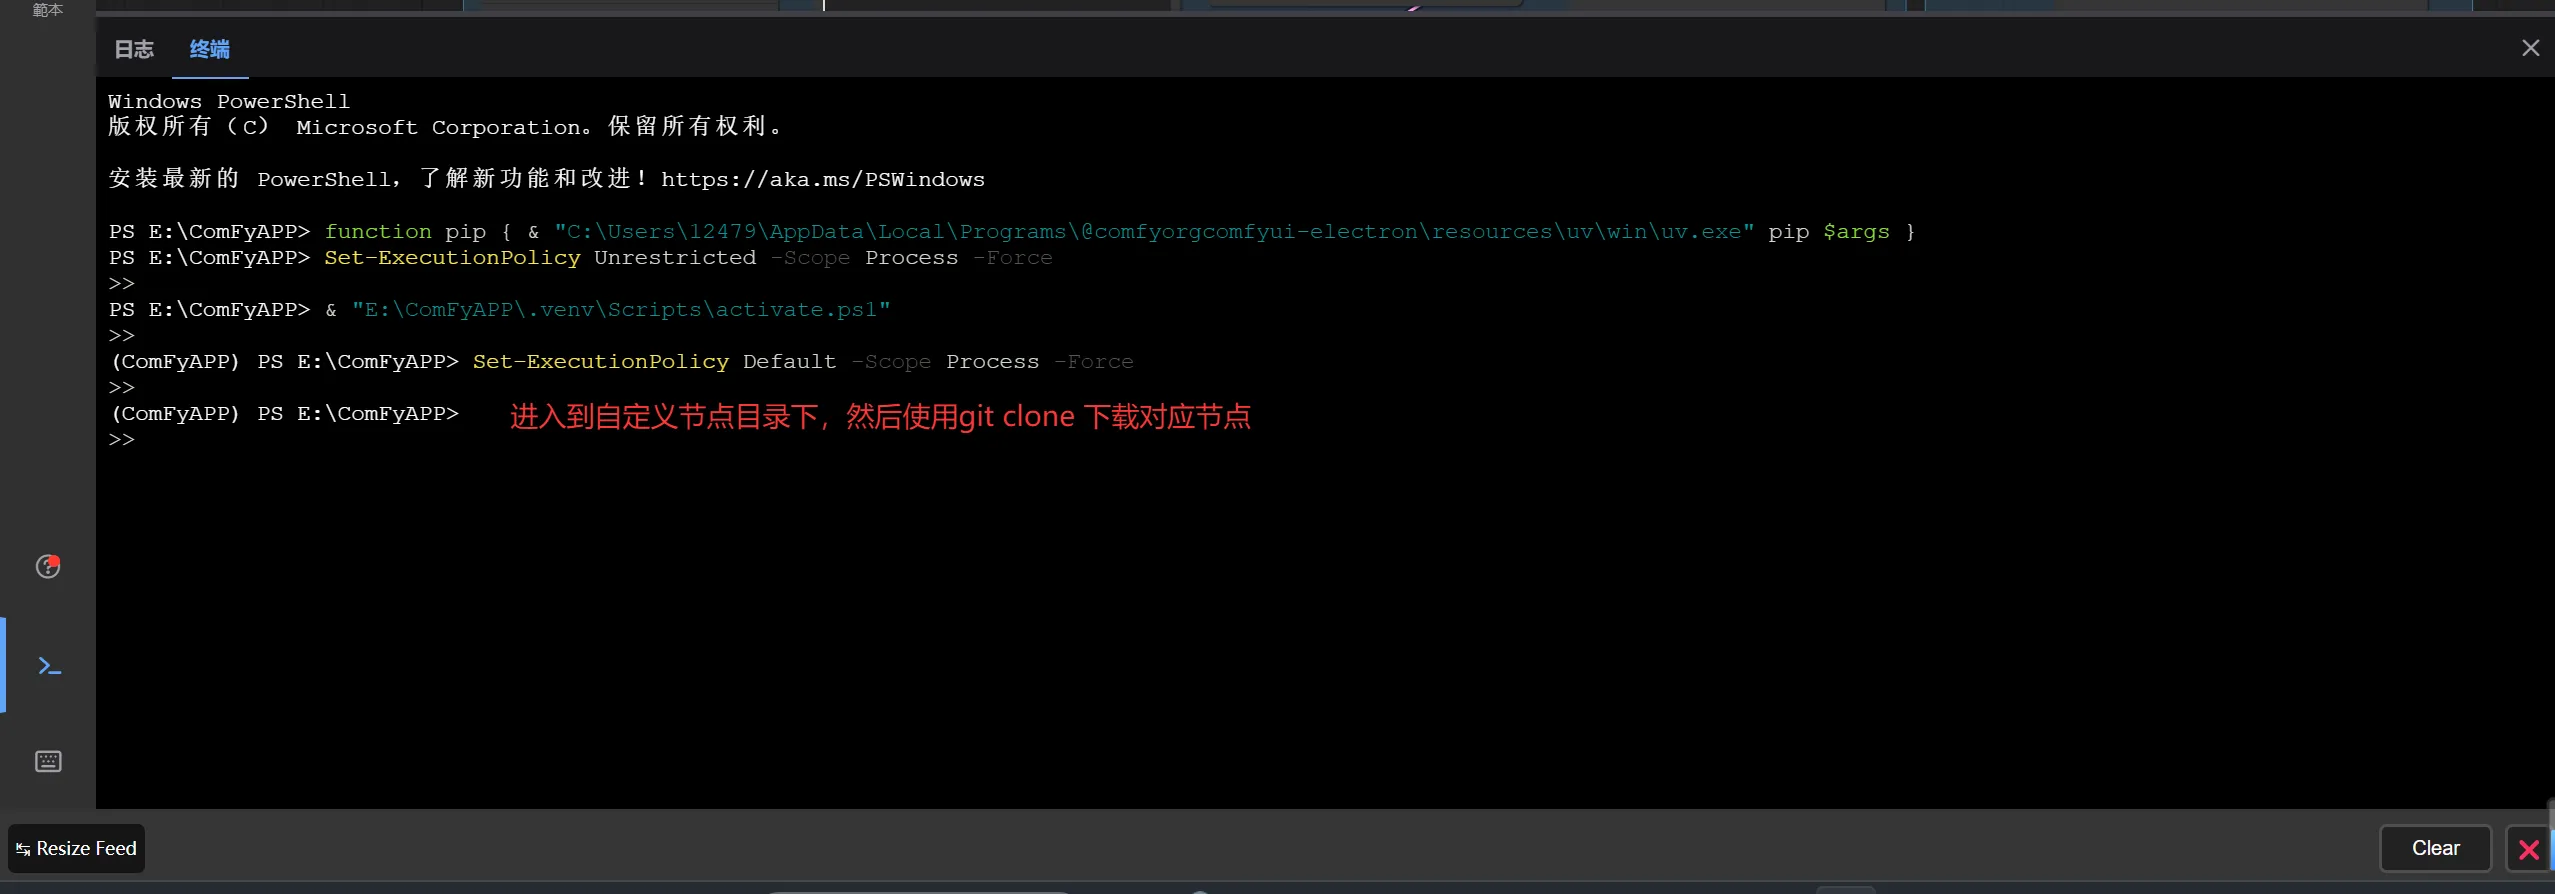 範本
日志 终端
Windows PowerShell
版权所有（C） Microsoft Corporation。保留所有权利。
安装最新的 PowerShell，了解新功能和改进！https://aka.ms/PSWindows
PS E:\ComFyAPP> function pip { & "C:\Users\12479\AppData\Local\Programs\@comfyorgcomfyui-electron\resources\uv\win\uv.exe" pip $args }
PS E:\ComFyAPP> Set-ExecutionPolicy Unrestricted -Scope Process -Force
>>
PS E:\ComFyAPP> & "E:\ComFyAPP\.venv\Scripts\activate.ps1"
>>
(ComFyAPP) PS E:\ComFyAPP> Set-ExecutionPolicy Default -Scope Process -Force
>>
(ComFyAPP) PS E:\ComFyAPP> 进入到自定义节点目录下，然后使用git clone 下载对应节点
>>
Resize Feed
Clear